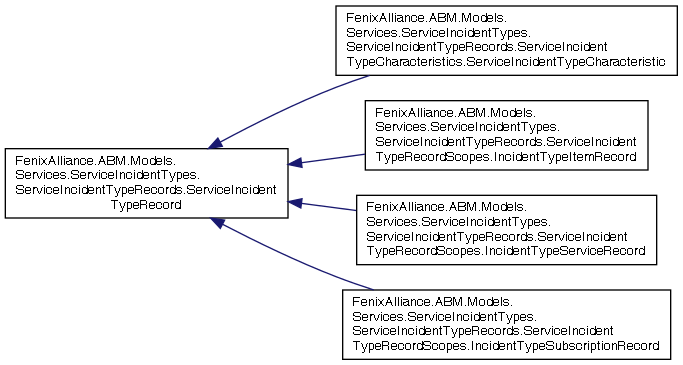 FenixAlliance.ABM.Models.
Services.ServiceIncidentTypes.
ServiceIncidentTypeRecords.ServiceIncident
TypeCharacteristics.ServiceIncidentTypeCharacteristic
FenixAlliance.ABM.Models.
Services.ServiceIncidentTypes.
ServiceIncidentTypeRecords.ServiceIncident
TypeRecordScopes.IncidentTypeItemRecord
FenixAlliance.ABM.Models.
Services.ServiceIncidentTypes.
ServiceIncidentTypeRecords.ServiceIncident
TypeRecord
FenixAlliance.ABM.Models.
Services.ServiceIncidentTypes.
ServiceIncidentTypeRecords.ServiceIncident
TypeRecordScopes.IncidentTypeServiceRecord
FenixAlliance.ABM.Models.
Services.ServiceIncidentTypes.
ServiceIncidentTypeRecords.ServiceIncident
TypeRecordScopes.IncidentTypeSubscriptionRecord